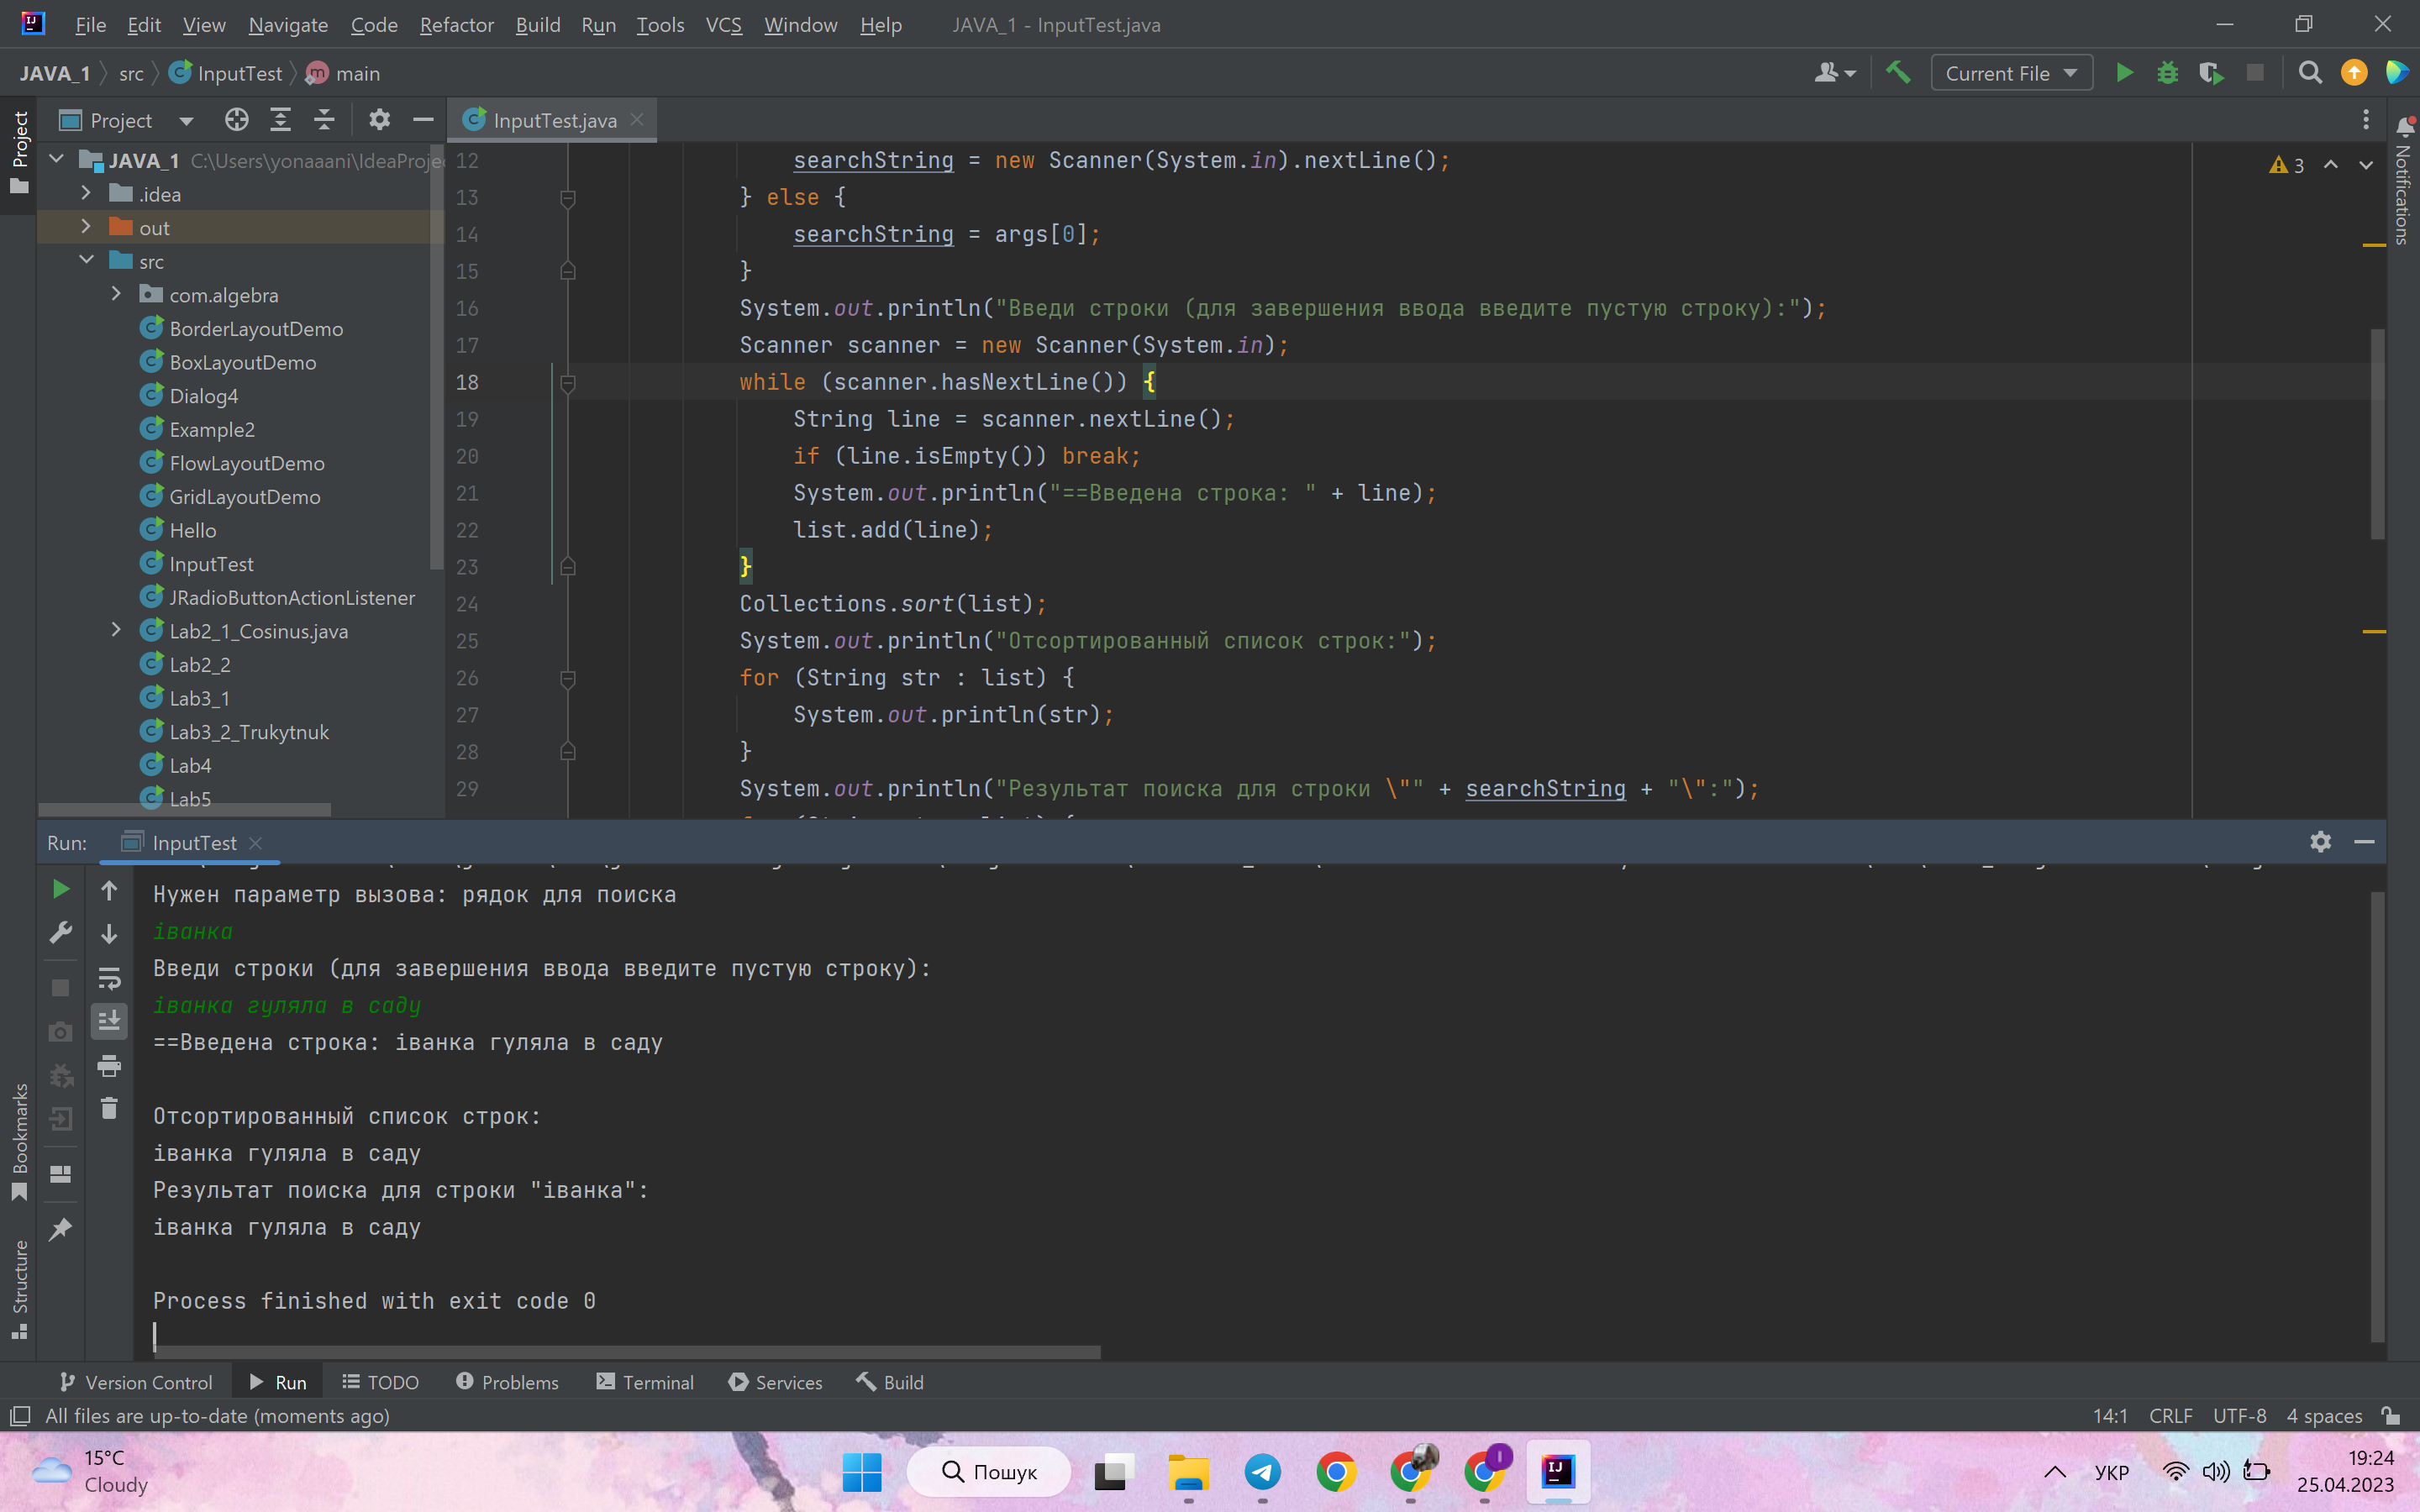 File Edit View Navigate Code Refactor Build Run Tools VCS Window Help JAVA_1 - InputTest.java
JAVA_1 src InputTest main
Current File
Project
InputTest.java
Project
JAVA_1 C:\Users\yonaaani\IdeaProje
.idea
out
src
com.algebra
BorderLayoutDemo
BoxLayoutDemo
Dialog4
Example2
FlowLayoutDemo
GridLayoutDemo
Hello
InputTest
JRadioButtonActionListener
Lab2_1_Cosinus.java
Lab2_2
Lab3_1
Lab3_2_Trukytnuk
Lab4
Lab5
12 searchString = new Scanner(System.in).nextLine();
13 } else {
14 searchString = args[0];
15 }
16 System.out.println("Введи строки (для завершения ввода введите пустую строку):");
17 Scanner scanner = new Scanner(System.in);
18 while (scanner.hasNextLine()) {
19 String line = scanner.nextLine();
20 if (line.isEmpty()) break;
21 System.out.println("==Введена строка: " + line);
22 list.add(line);
23 }
24 Collections.sort(list);
25 System.out.println("Отсортированный список строк:");
26 for (String str : list) {
27 System.out.println(str);
28 }
29 System.out.println("Результат поиска для строки \"" + searchString + "\":");
3
Notifications
Run: InputTest
Нужен параметр вызова: рядок для поиска
іванка
Введи строки (для завершения ввода введите пустую строку):
іванка гуляла в саду
==Введена строка: іванка гуляла в саду
Отсортированный список строк:
іванка гуляла в саду
Результат поиска для строки "іванка":
іванка гуляла в саду
Process finished with exit code 0
Bookmarks
Structure
Version Control Run TODO Problems Terminal Services Build
All files are up-to-date (moments ago)
14:1 CRLF UTF-8 4 spaces
15°C
Cloudy
Пошук
УКР
19:24
25.04.2023